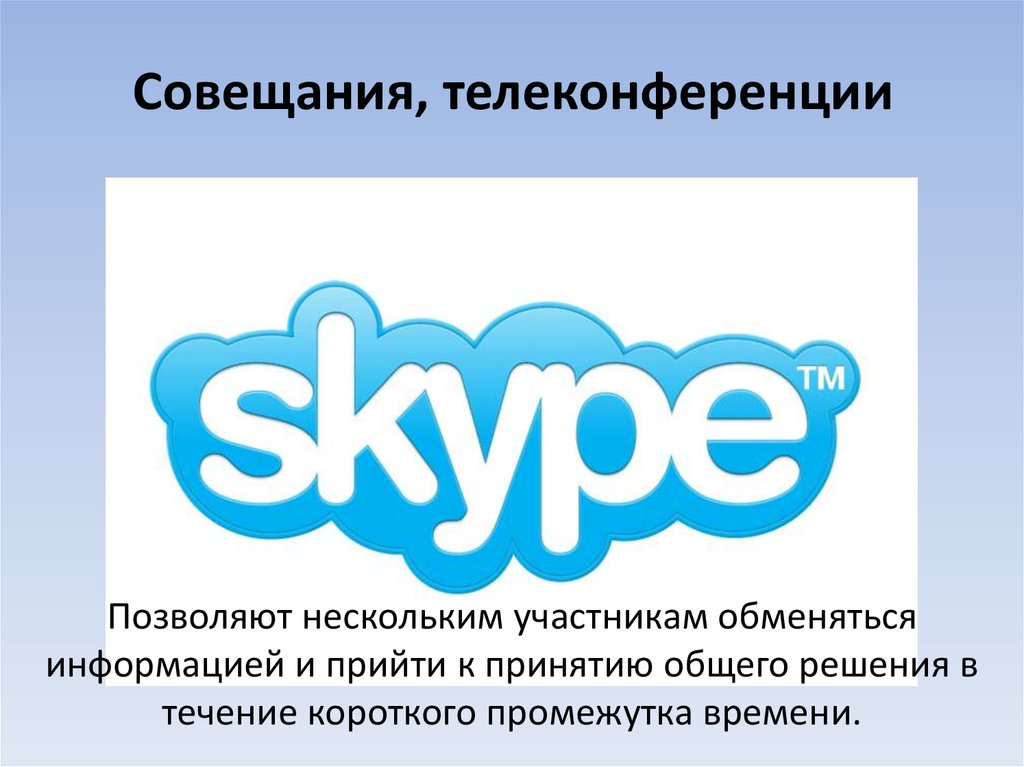 Совещания, телеконференции
skype™
Позволяют нескольким участникам обменяться
информацией и прийти к принятию общего решения в
течение короткого промежутка времени.